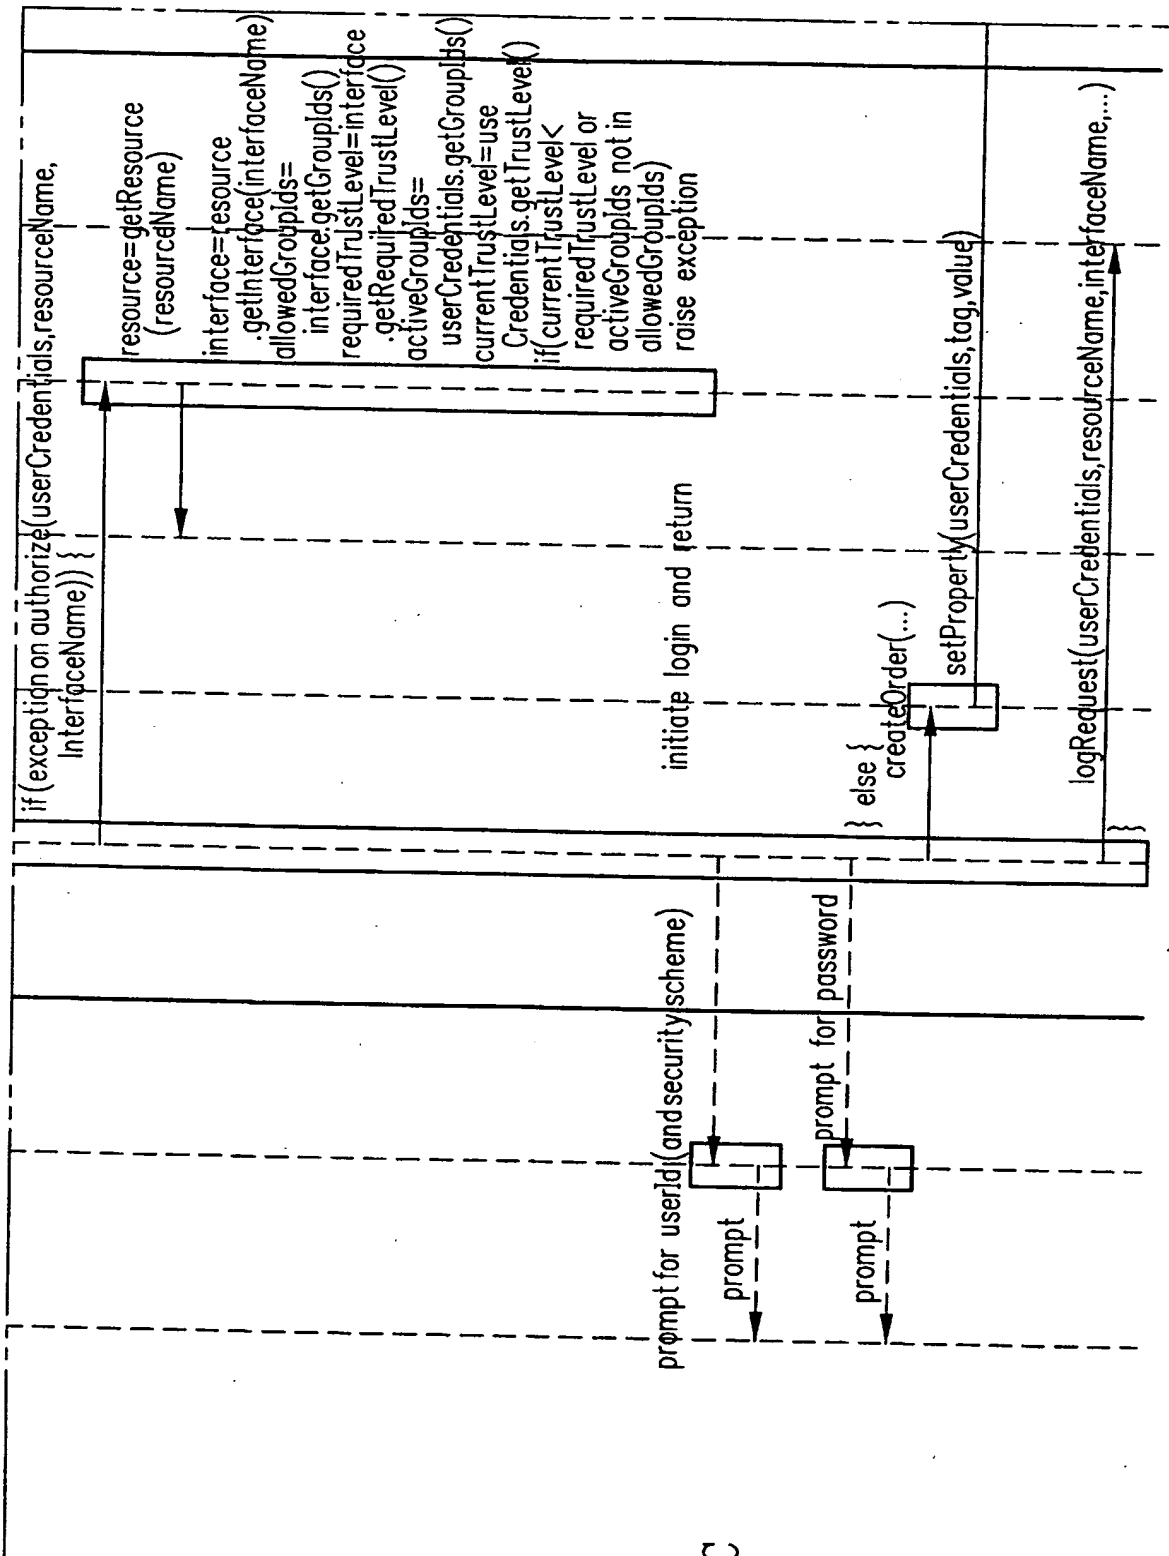 if(exception on authorize(userCredentials,resourceName,
InterfaceName)) {
resource=getResource
(resourceName)
interface=resource
.getInterface(interfaceName)
allowedGroupIds=
interface.getGroupIds()
requiredTrustLevel=interface
.getRequiredTrustLevel()
activeGroupIds=
userCredentials.getGroupIds()
currentTrustLevel=use
Credentials.getTrustLevel()
if(currentTrustLevel<
requiredTrustLevel or
activeGroupIds not in
allowedGroupIds)
raise exception
initiate login and return
prompt for userId (and security scheme)
prompt
prompt for password
prompt
} else {
createOrder(...)
setProperty(userCredentials,tag,value)
logRequest(userCredentials,resourceName,interfaceName,...)
}